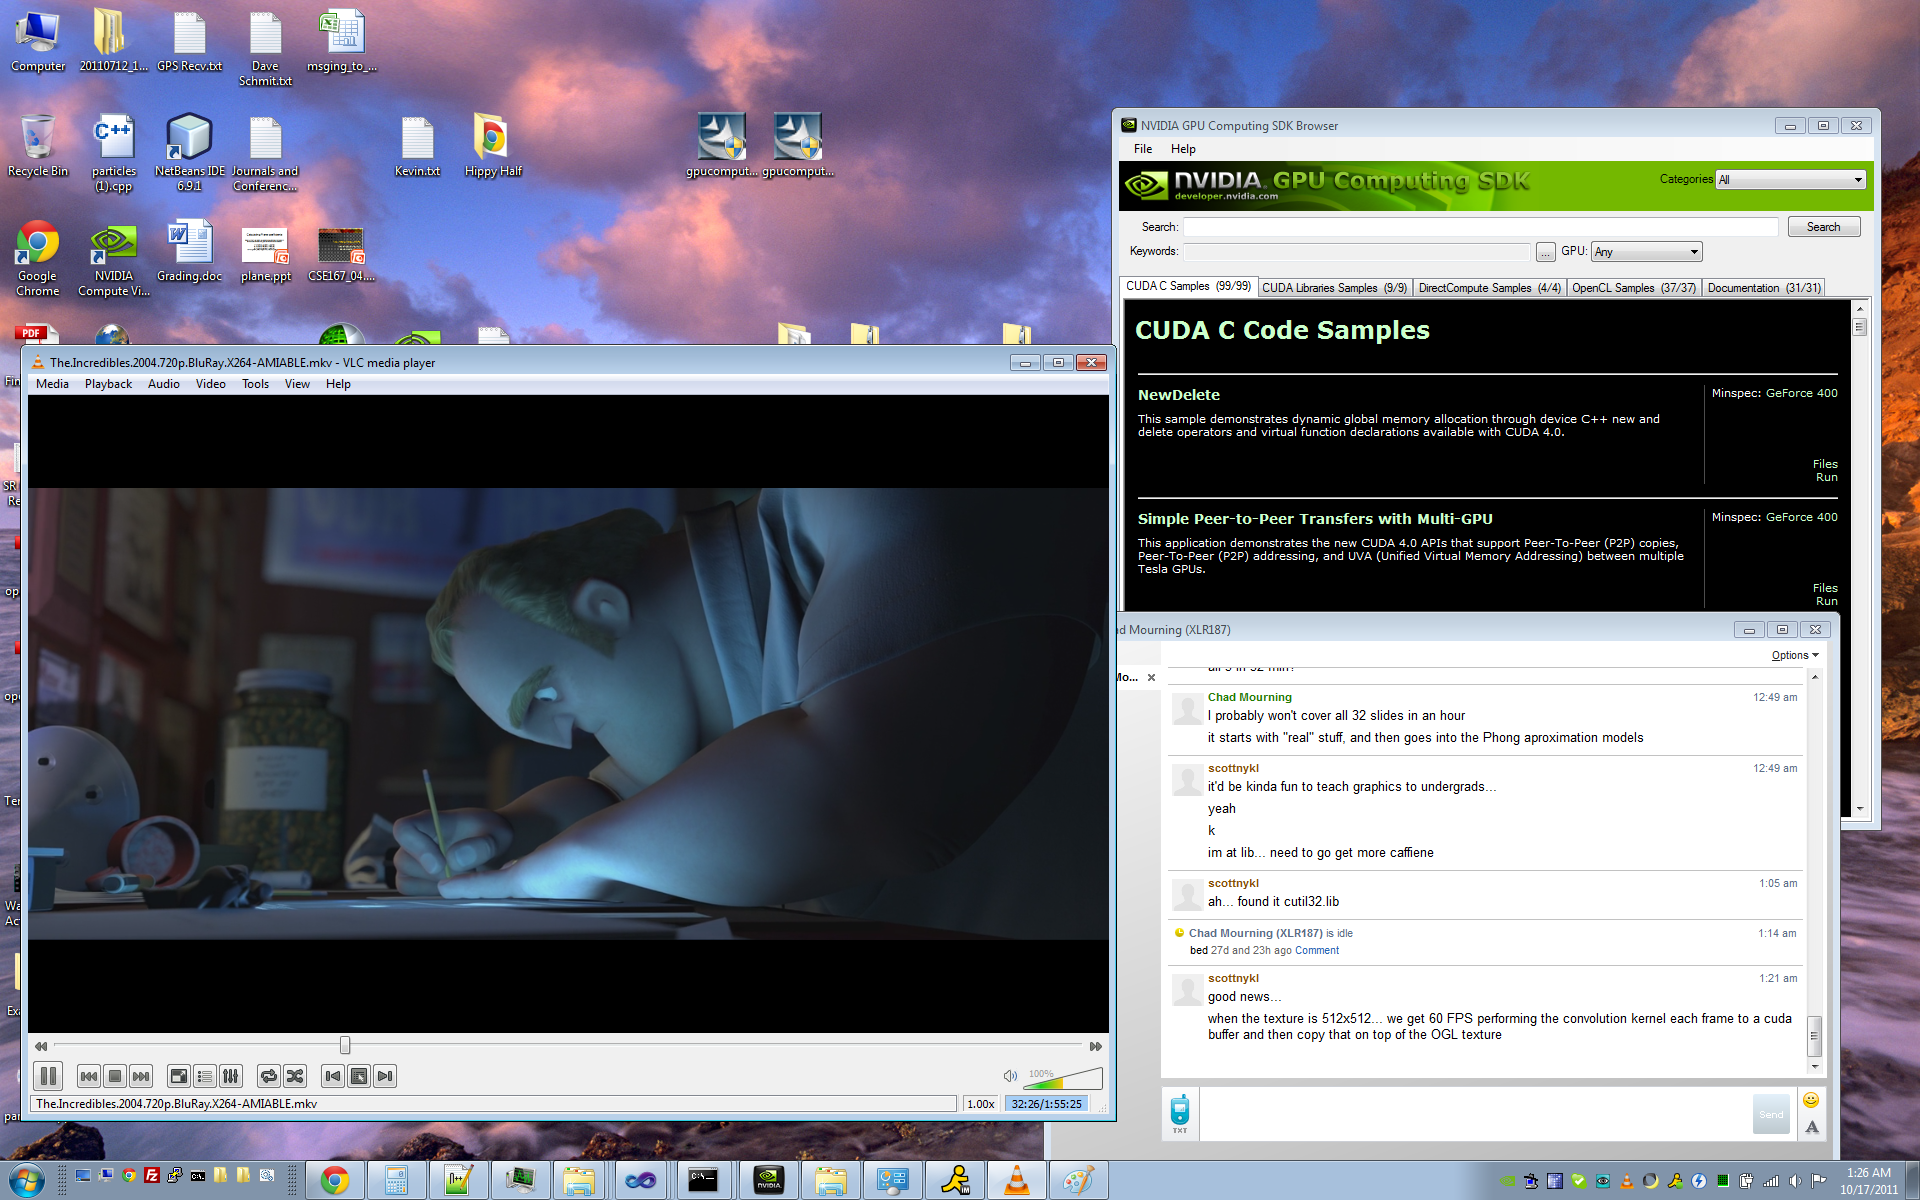 Computer
20110712_1...
GPS Recv.txt
Dave
Schmit.txt
msging_to_...
Recycle Bin
particles
(1).cpp
NetBeans IDE
6.9.1
Journals and
Conferenc...
Kevin.txt
Hippy Half
gpucomput...
gpucomput...
Google
Chrome
NVIDIA
Compute Vi...
Grading.doc
plane.ppt
CSE167_04....
PDF
The.Incredibles.2004.720p.BluRay.X264-AMIABLE.mkv - VLC media player
Media Playback Audio Video Tools View Help
100%
The.Incredibles.2004.720p.BluRay.X264-AMIABLE.mkv
1.00x
32:26/1:55:25
NVIDIA GPU Computing SDK Browser
File Help
NVIDIA. GPU Computing SDK
developer.nvidia.com
Categories All
Search:
Search
Keywords:
...
GPU: Any
CUDA C Samples (99/99)
CUDA Libraries Samples (9/9)
DirectCompute Samples (4/4)
OpenCL Samples (37/37)
Documentation (31/31)
CUDA C Code Samples
NewDelete
Minspec: GeForce 400
This sample demonstrates dynamic global memory allocation through device C++ new and
delete operators and virtual function declarations available with CUDA 4.0.
Files
Run
Simple Peer-to-Peer Transfers with Multi-GPU
Minspec: GeForce 400
This application demonstrates the new CUDA 4.0 APIs that support Peer-To-Peer (P2P) copies,
Peer-To-Peer (P2P) addressing, and UVA (Unified Virtual Memory Addressing) between multiple
Tesla GPUs.
Files
Run
d Mourning (XLR187)
Options
Mo...
Chad Mourning
12:49 am
I probably won't cover all 32 slides in an hour
it starts with "real" stuff, and then goes into the Phong aproximation models
scottnykl
12:49 am
it'd be kinda fun to teach graphics to undergrads...
yeah
k
im at lib... need to go get more caffiene
scottnykl
1:05 am
ah... found it cutil32.lib
Chad Mourning (XLR187) is idle
1:14 am
bed 27d and 23h ago Comment
scottnykl
1:21 am
good news...
when the texture is 512x512... we get 60 FPS performing the convolution kernel each frame to a cuda
buffer and then copy that on top of the OGL texture
TXT
Send
A
1:26 AM
10/17/2011